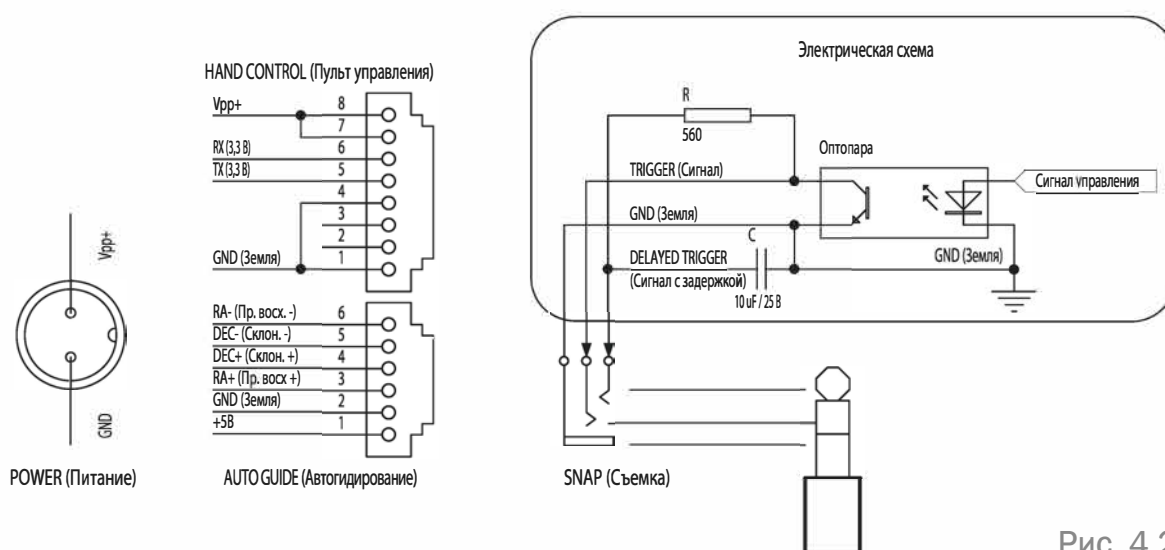 Электрическая схема
HAND CONTROL (Пульт управления)
Vpp+
8
7
RX (3,3 В)
6
TX (3,3 В)
5
4
3
2
GND (Земля)
1
R
560
Оптопара
TRIGGER (Сигнал)
Сигнал управления
GND (Земля)
C
DELAYED TRIGGER
(Сигнал с задержкой)
10 uF / 25 В
GND (Земля)
Vpp+
GND
POWER (Питание)
RA- (Пр. восх. -)
6
DEC- (Склон. -)
5
DEC+ (Склон. +)
4
RA+ (Пр. восх +)
3
GND (Земля)
2
+5В
1
AUTO GUIDE (Автогидирование)
SNAP (Съемка)
Рис. 4.2